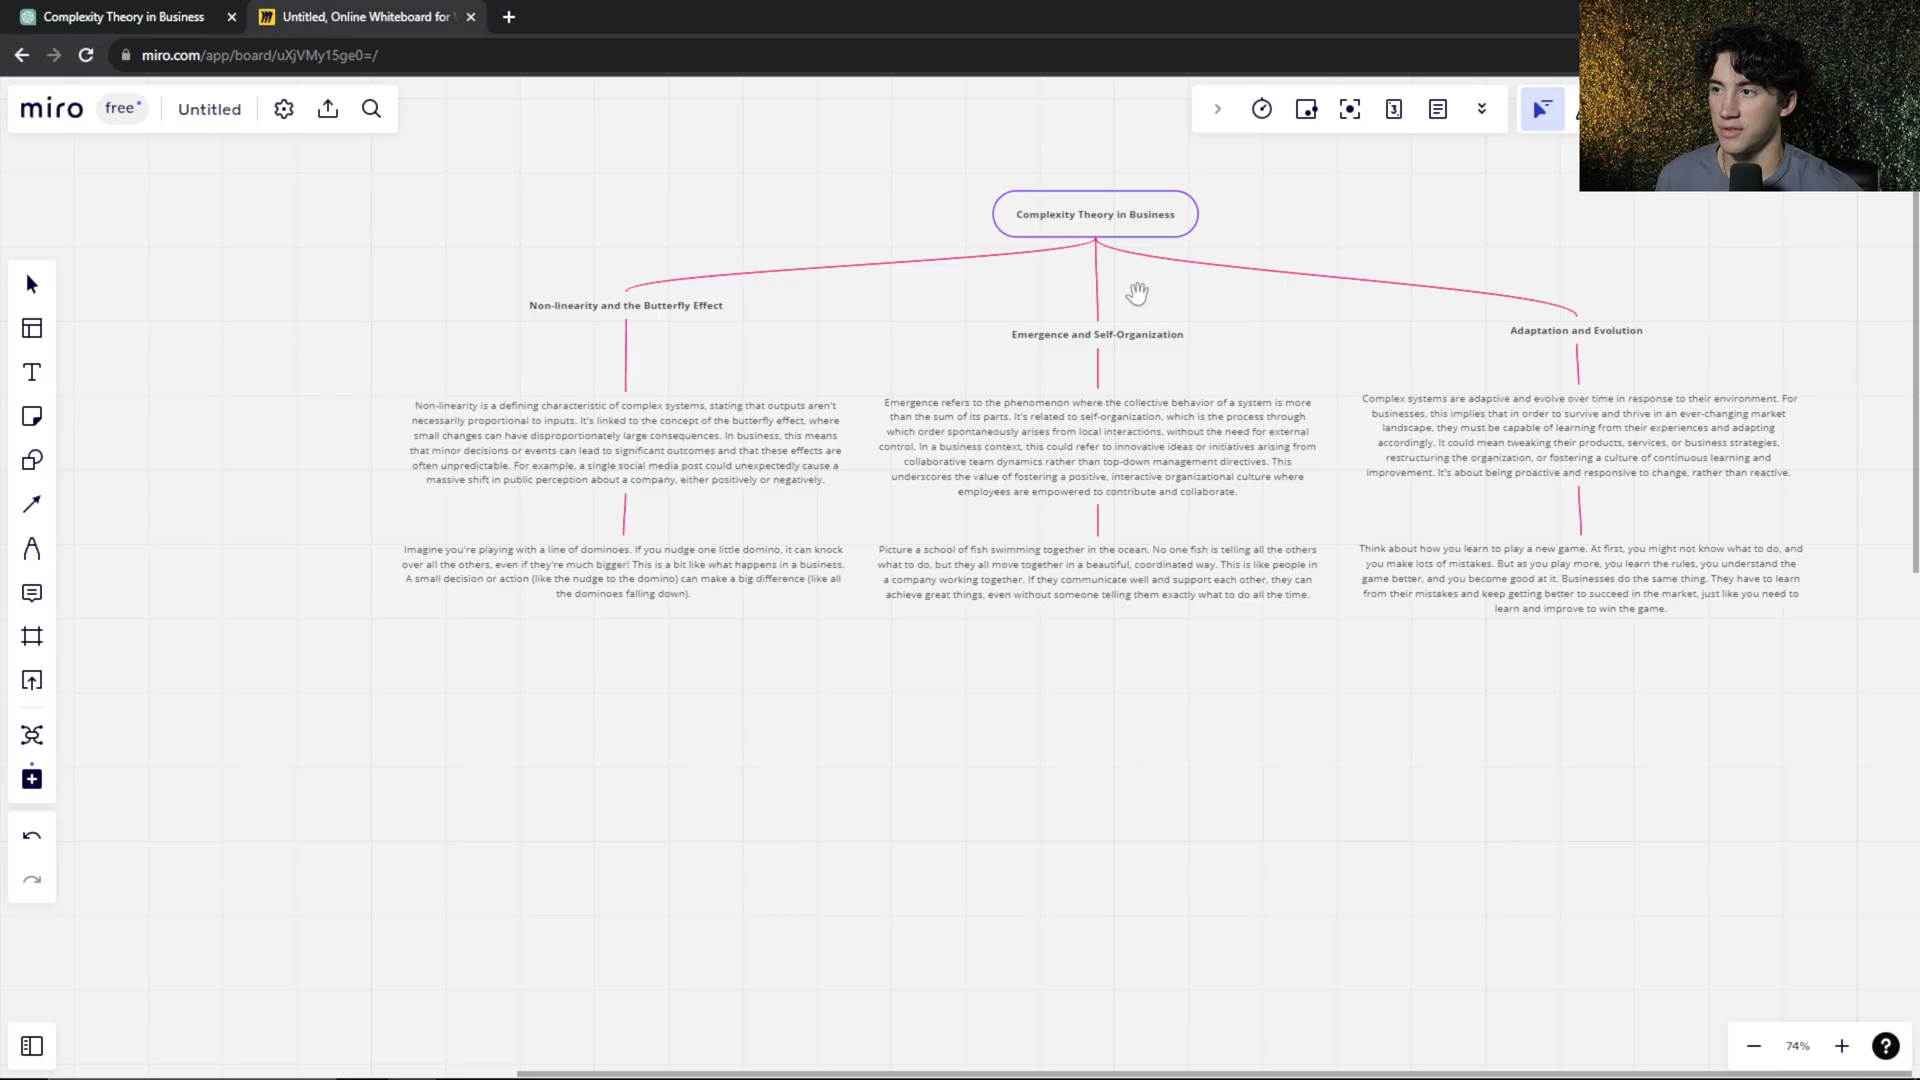 Complexity Theory in Business
Untitled, Online Whiteboard for
miro.com/app/board/uXjVMy15ge0=/
miro free Untitled
3
Complexity Theory in Business
Non-linearity and the Butterfly Effect
Non-linearity is a defining characteristic of complex systems, stating that outputs aren't
necessarily proportional to inputs. It's linked to the concept of the butterfly effect, where
small changes can have disproportionately large consequences. In business, this means
that minor decisions or events can lead to significant outcomes and that these effects are
often unpredictable. For example, a single social media post could unexpectedly cause a
massive shift in public perception about a company, either positively or negatively.
Imagine you're playing with a line of dominoes. If you nudge one little domino, it can knock
over all the others, even if they're much bigger! This is a bit like what happens in a business.
A small decision or action (like the nudge to the domino) can make a big difference (like all
the dominoes falling down).
Emergence and Self-Organization
Emergence refers to the phenomenon where the collective behavior of a system is more
than the sum of its parts. It's related to self-organization, which is the process through
which order spontaneously arises from local interactions, without the need for external
control. In a business context, this could refer to innovative ideas or initiatives arising from
collaborative team dynamics rather than top-down management directives. This
underscores the value of fostering a positive, interactive organizational culture where
employees are empowered to contribute and collaborate.
Picture a school of fish swimming together in the ocean. No one fish is telling all the others
what to do, but they all move together in a beautiful, coordinated way. This is like people in
a company working together. If they communicate well and support each other, they can
achieve great things, even without someone telling them exactly what to do all the time.
Adaptation and Evolution
Complex systems are adaptive and evolve over time in response to their environment. For
businesses, this implies that in order to survive and thrive in an ever-changing market
landscape, they must be capable of learning from their experiences and adapting
accordingly. It could mean tweaking their products, services, or business strategies,
restructuring the organization, or fostering a culture of continuous learning and
improvement. It's about being proactive and responsive to change, rather than reactive.
Think about how you learn to play a new game. At first, you might not know what to do, and
you make lots of mistakes. But as you play more, you learn the rules, you understand the
game better, and you become good at it. Businesses do the same thing. They have to learn
from their mistakes and keep getting better to succeed in the market, just like you need to
learn and improve to win the game.
74%